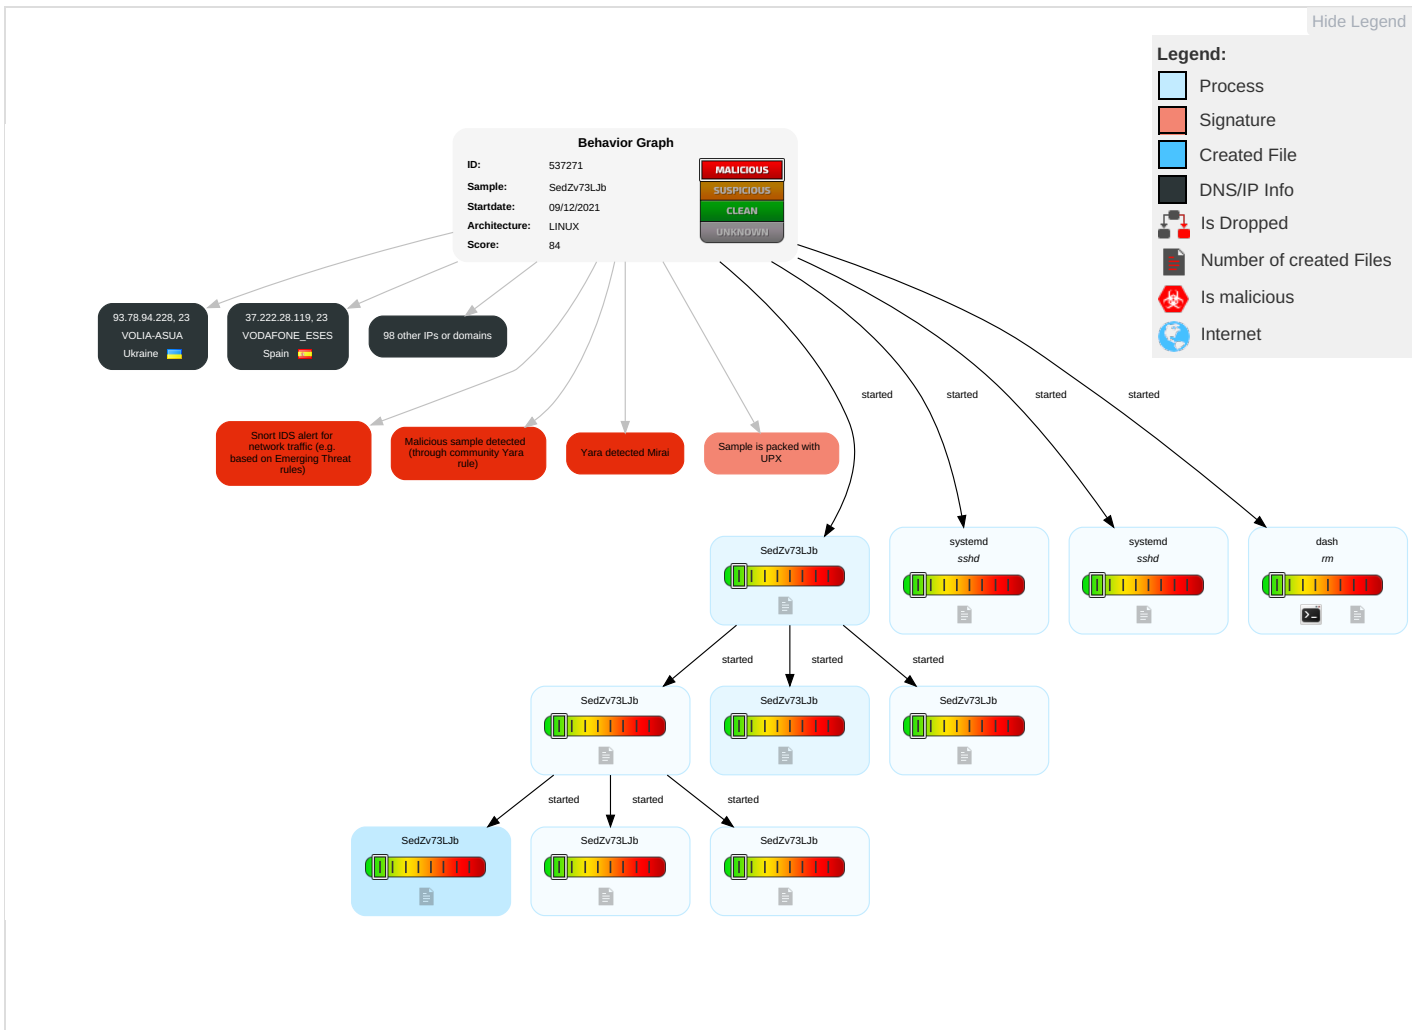 Hide Legend
Legend:
Process
Signature
Created File
DNS/IP Info
Is Dropped
Number of created Files
Is malicious
Internet
Behavior Graph
ID: 537271
Sample: SedZv73LJb
Startdate: 09/12/2021
Architecture: LINUX
Score: 84
MALICIOUS
SUSPICIOUS
CLEAN
UNKNOWN
93.78.94.228, 23
VOLIA-ASUA
Ukraine
37.222.28.119, 23
VODAFONE_ESES
Spain
98 other IPs or domains
started
started
started
started
Snort IDS alert for
network traffic (e.g.
based on Emerging Threat
rules)
Malicious sample detected
(through community Yara
rule)
Yara detected Mirai
Sample is packed with
UPX
SedZv73LJb
systemd
sshd
systemd
sshd
dash
rm
started
started
started
SedZv73LJb
SedZv73LJb
SedZv73LJb
started
started
started
SedZv73LJb
SedZv73LJb
SedZv73LJb